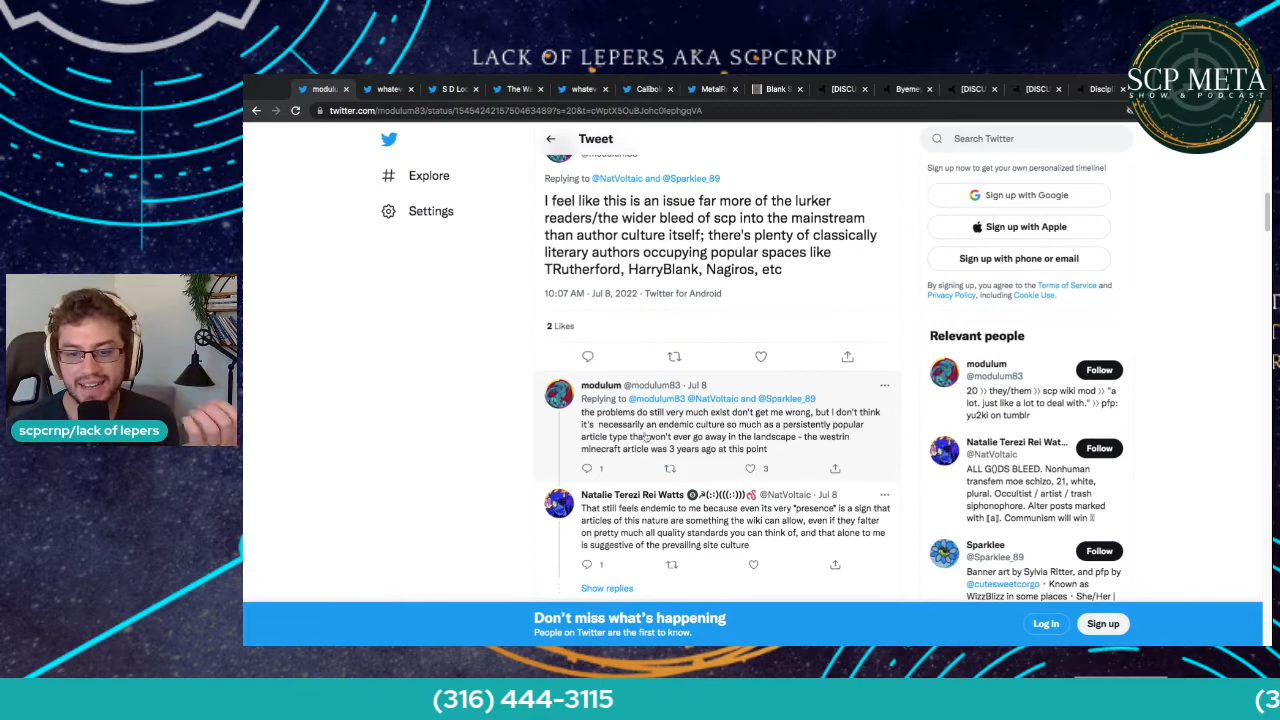 LACK OF LEPERS AKA SCPCRNP
SCP META
SHOW & PODCAST
modulu
whatev
S D Lo
The Wa
whatev
Calibol
MetalRa
Blank S
[DISCU
Byeme
[DISCU
[DISCU
Discipl
twitter.com/modulum83/status/1545424215750463489?s=20&t=cWptX5OuBJohc0IephgqVA
Explore
Settings
Tweet
Replying to @NatVoltaic and @Sparklee_89
I feel like this is an issue far more of the lurker
readers/the wider bleed of scp into the mainstream
than author culture itself; there's plenty of classically
literary authors occupying popular spaces like
TRutherford, HarryBlank, Nagiros, etc
10:07 AM · Jul 8, 2022 · Twitter for Android
2 Likes
modulum @modulum83 · Jul 8
Replying to @modulum83 @NatVoltaic and @Sparklee_89
the problems do still very much exist don't get me wrong, but i don't think
it's necessarily an endemic culture so much as a persistently popular
article type that won't ever go away in the landscape - the westrin
minecraft article was 3 years ago at this point
1
3
Natalie Terezi Rei Watts @NatVoltaic · Jul 8
That still feels endemic to me because even its very "presence" is a sign that
articles of this nature are something the wiki can allow, even if they falter
on pretty much all quality standards you can think of, and that alone to me
is suggestive of the prevailing site culture
1
Show replies
Search Twitter
Sign up now to get your own personalized timeline!
Sign up with Google
Sign up with Apple
Sign up with phone or email
By signing up, you agree to the Terms of Service and
Privacy Policy, including Cookie Use.
Relevant people
modulum
@modulum83
Follow
20 ⟩⟩ they/them ⟩⟩ scp wiki mod ⟩⟩ "a
lot. just like a lot to deal with." ⟩⟩ pfp:
yu2ki on tumblr
Natalie Terezi Rei Wat...
@NatVoltaic
Follow
ALL G()DS BLEED. Nonhuman
transfem moe schizo, 21, white,
plural. Occultist / artist / trash
siphonophore. Alter posts marked
with [a]. Communism will win
Sparklee
@Sparklee_89
Follow
Banner art by Sylvia Ritter, and pfp by
@cutesweetcorgo · Known as
WizzBlizz in some places · She/Her |
Don't miss what's happening
People on Twitter are the first to know.
Log in
Sign up
scpcrnp/lack of lepers
(316) 444-3115
(3